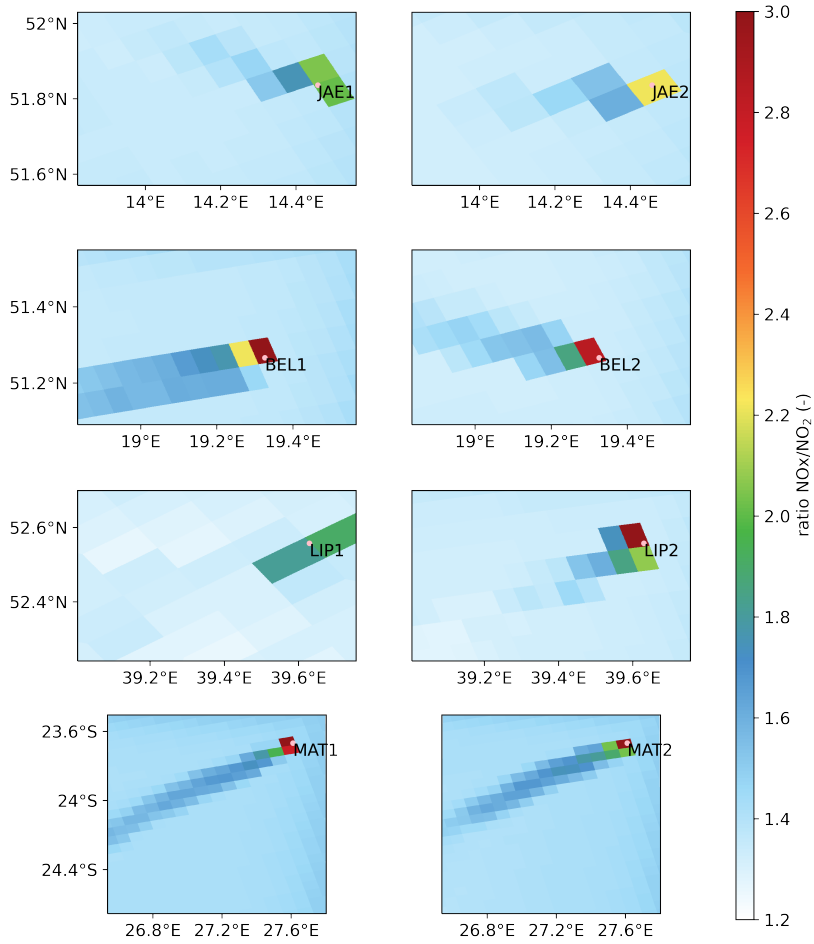 52°N
51.8°N
51.6°N
JAE1
14°E 14.2°E 14.4°E
JAE2
14°E 14.2°E 14.4°E
51.4°N
51.2°N
BEL1
19°E 19.2°E 19.4°E
BEL2
19°E 19.2°E 19.4°E
52.6°N
52.4°N
LIP1
39.2°E 39.4°E 39.6°E
LIP2
39.2°E 39.4°E 39.6°E
23.6°S
24°S
24.4°S
MAT1
26.8°E 27.2°E 27.6°E
MAT2
26.8°E 27.2°E 27.6°E
3.0
2.8
2.6
2.4
2.2
2.0
1.8
1.6
1.4
1.2
ratio NOx/NO₂ (-)